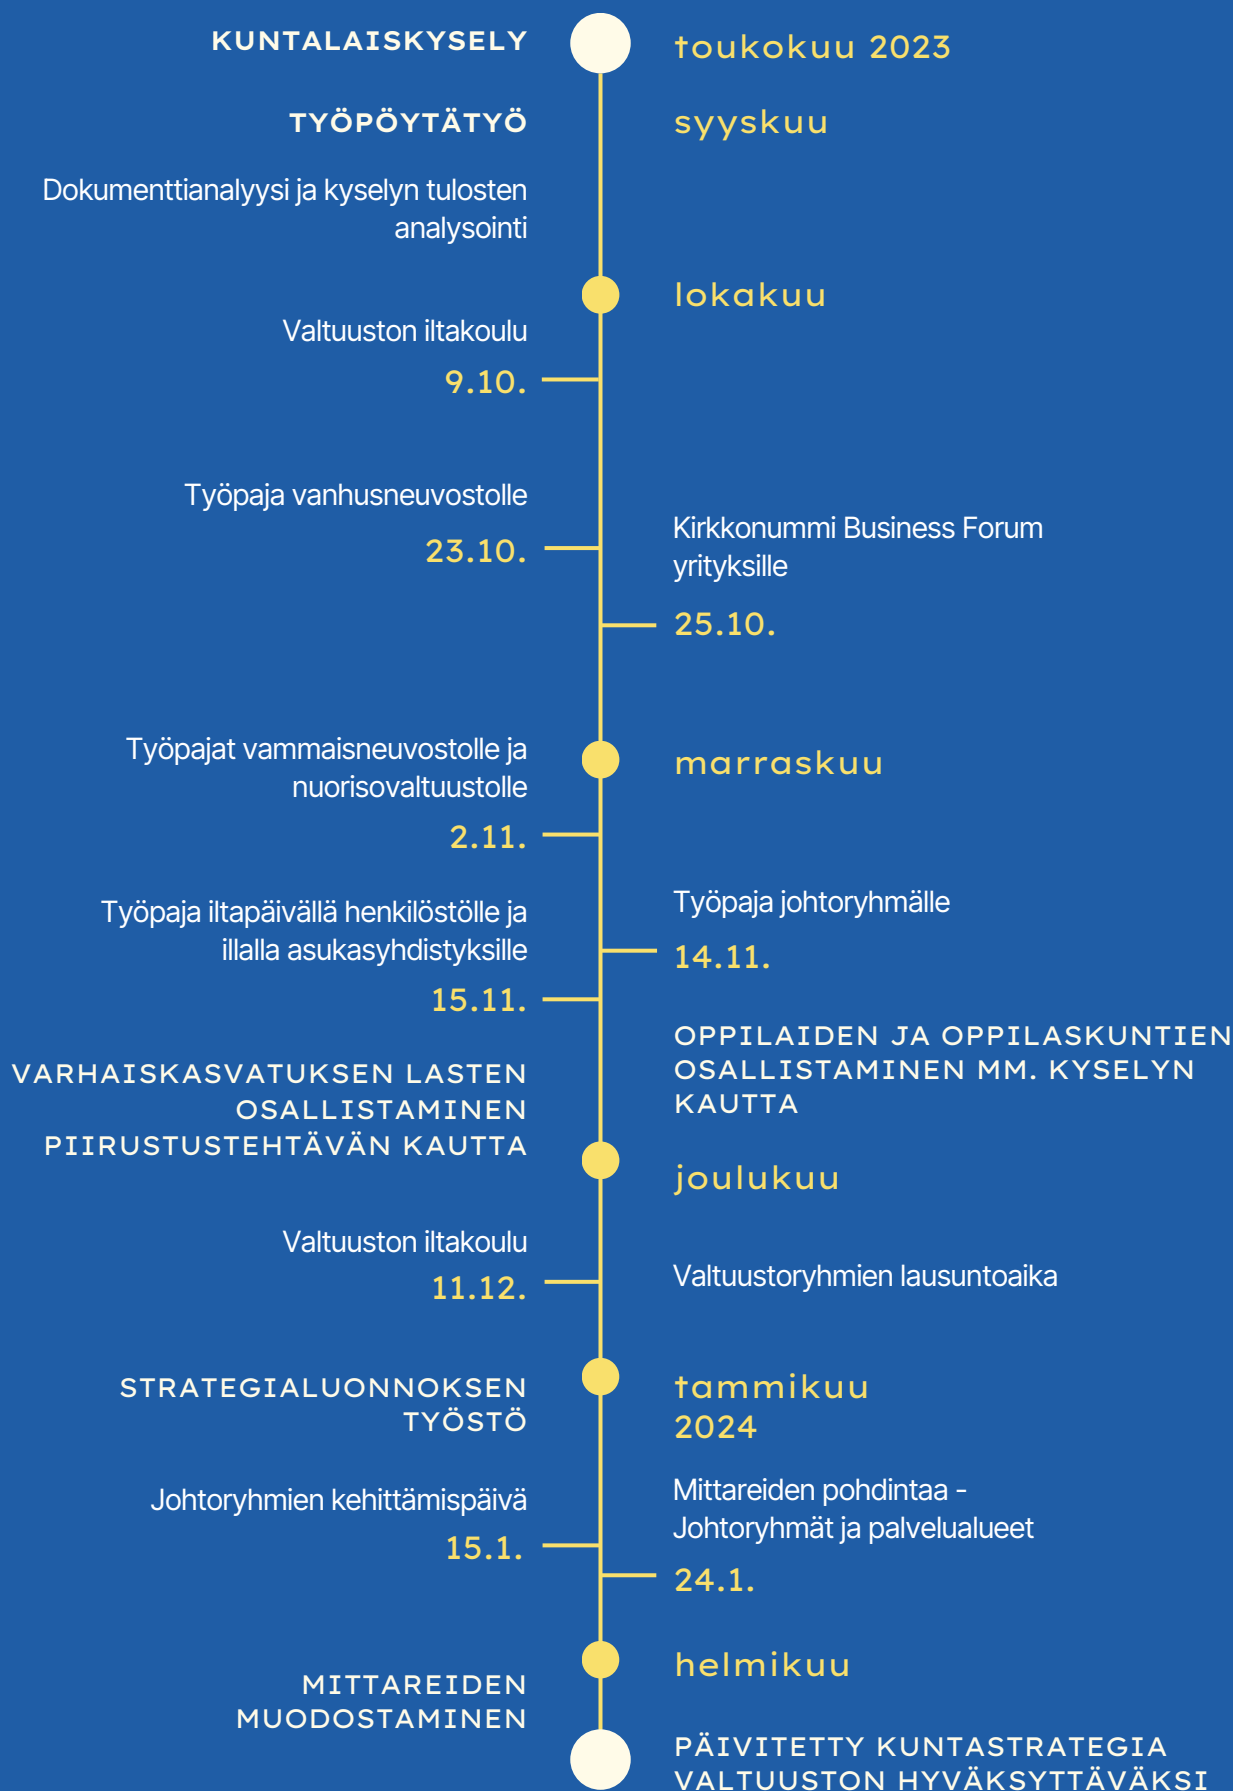 KUNTALAISKYSELY
toukokuu 2023
TYÖPÖYTÄTYÖ
syyskuu
Dokumenttianalyysi ja kyselyn tulosten
analysointi
lokakuu
Valtuuston iltakoulu
9.10.
Työpaja vanhusneuvostolle
23.10.
Kirkkonummi Business Forum
yrityksille
25.10.
Työpajat vammaisneuvostolle ja
nuorisovaltuustolle
2.11.
marraskuu
Työpaja johtoryhmälle
14.11.
Työpaja iltapäivällä henkilöstölle ja
illalla asukasyhdistyksille
15.11.
OPPILAIDEN JA OPPILASKUNTIEN
OSALLISTAMINEN MM. KYSELYN
KAUTTA
VARHAISKASVATUKSEN LASTEN
OSALLISTAMINEN
PIIRUSTUSTEHTÄVÄN KAUTTA
joulukuu
Valtuuston iltakoulu
11.12.
Valtuustoryhmien lausuntoaika
STRATEGIALUONNOKSEN
TYÖSTÖ
tammikuu
2024
Johtoryhmien kehittämispäivä
15.1.
Mittareiden pohdintaa -
Johtoryhmät ja palvelualueet
24.1.
helmikuu
MITTAREIDEN
MUODOSTAMINEN
PÄIVITETTY KUNTASTRATEGIA
VALTUUSTON HYVÄKSYTTÄVÄKSI